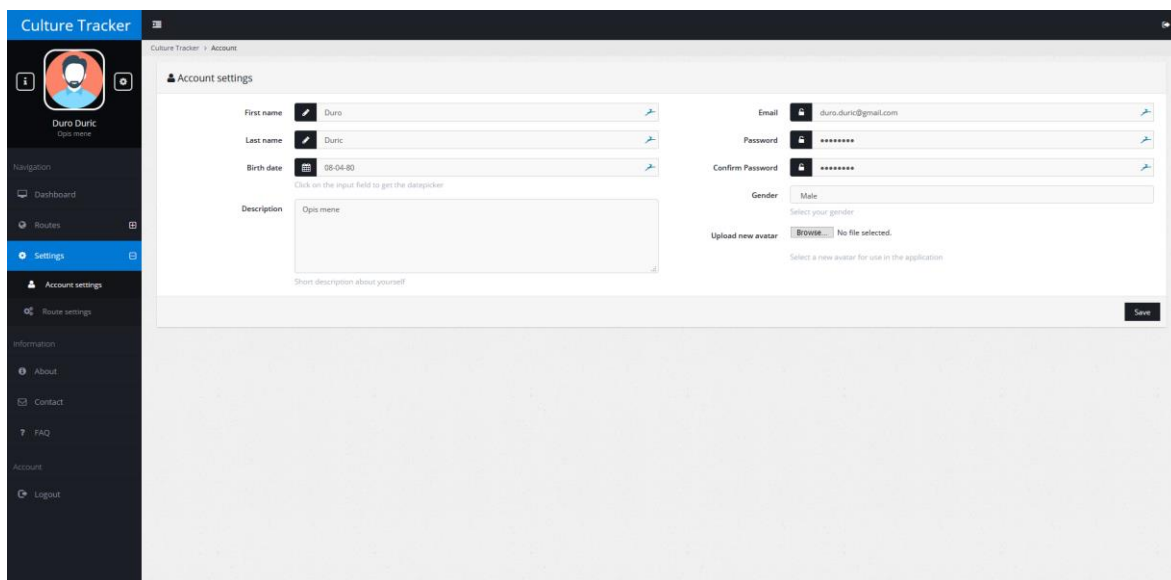 Culture Tracker
Duro Duric
Opis mene
Navigation
Dashboard
Routes
Settings
Account settings
Route settings
Information
About
Contact
FAQ
Account
Logout
Culture Tracker › Account
Account settings
First name Duro
Last name Duric
Birth date 08-04-80
Click on the input field to get the datepicker
Description Opis mene
Short description about yourself
Email duro.duric@gmail.com
Password ••••••••
Confirm Password ••••••••
Gender Male
Select your gender
Upload new avatar Browse... No file selected.
Select a new avatar for use in the application
Save